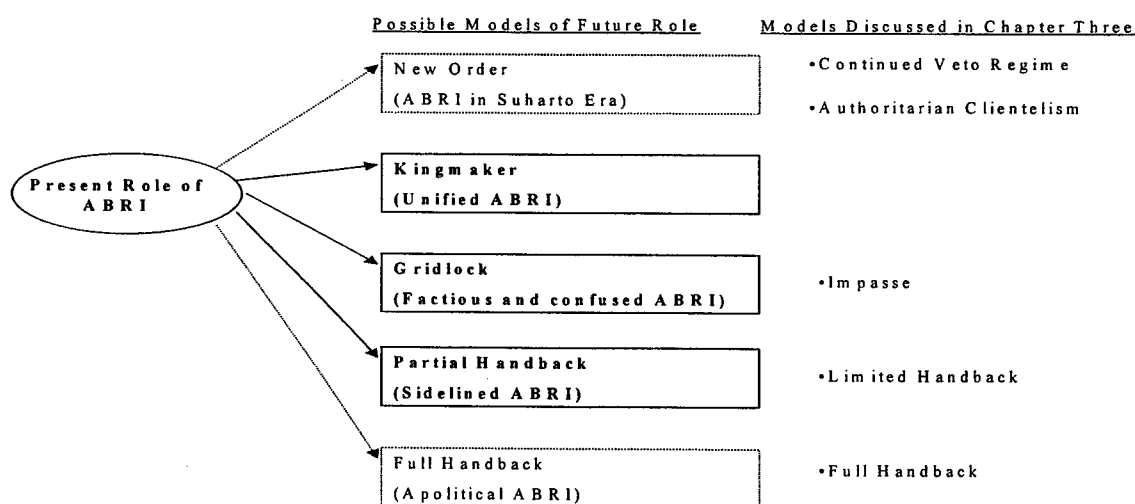 Possible Models of Future Role
Models Discussed in Chapter Three
Present Role of
ABRI
New Order
(ABRI in Suharto Era)
•Continued Veto Regime
•Authoritarian Clientelism
Kingmaker
(Unified ABRI)
Gridlock
(Factious and confused ABRI)
•Impasse
Partial Handback
(Sidelined ABRI)
•Limited Handback
Full Handback
(Apolitical ABRI)
•Full Handback